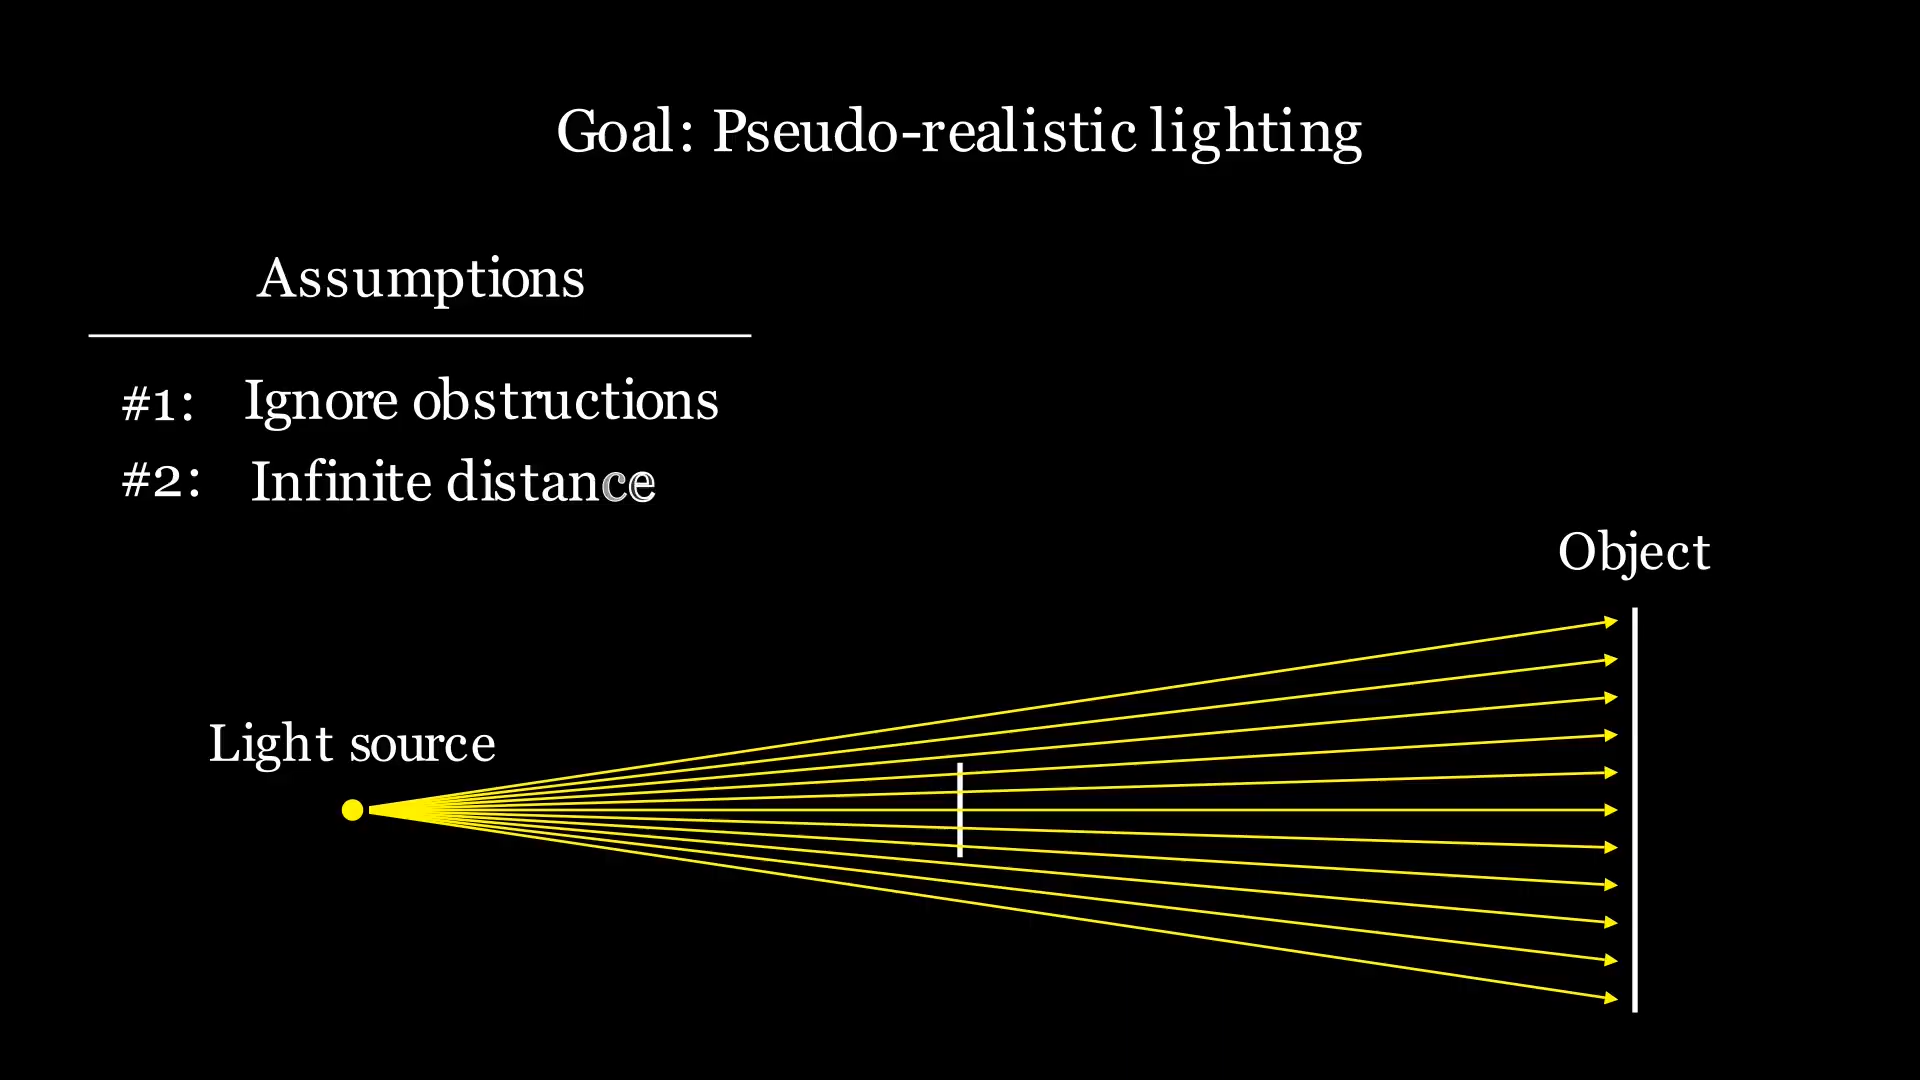 Goal: Pseudo-realistic lighting
Assumptions
#1: Ignore obstructions
#2: Infinite distance
Object
Light source